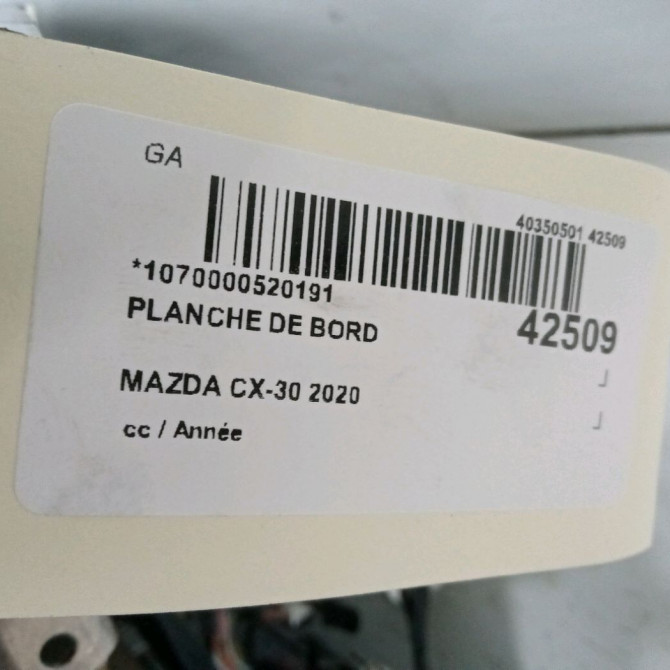 GA
40350501 42509
*1070000520191
PLANCHE DE BORD
42509
MAZDA CX-30 2020
cc / Année